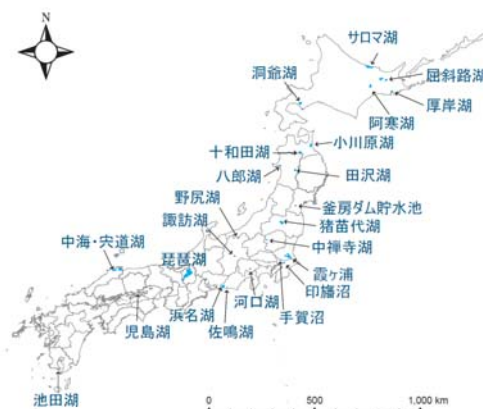 N
サロマ湖
洞爺湖
屈斜路湖
阿寒湖
厚岸湖
小川原湖
十和田湖
八郎湖
田沢湖
野尻湖
釜房ダム貯水池
諏訪湖
猪苗代湖
中海・宍道湖
中禅寺湖
琵琶湖
霞ヶ浦
印旛沼
河口湖
浜名湖
手賀沼
児島湖
佐鳴湖
池田湖
0 500 1,000 km